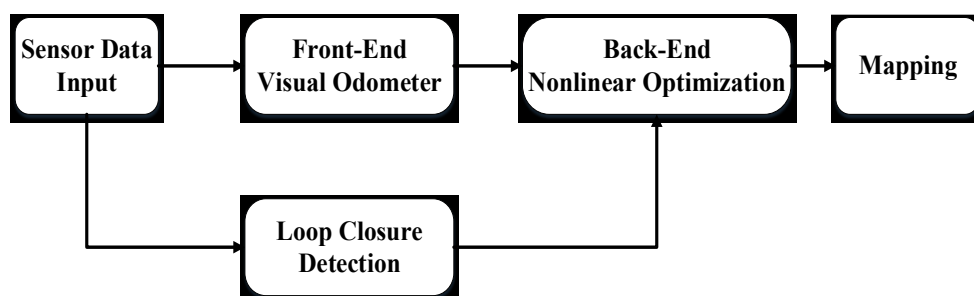 Sensor Data
Input
Front-End
Visual Odometer
Back-End
Nonlinear Optimization
Mapping
Loop Closure
Detection